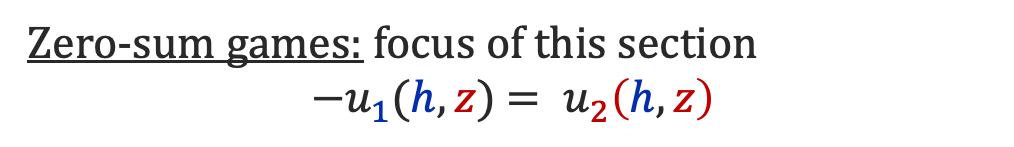 Zero-sum games: focus of this section
−u₁(h, z) = u₂(h, z)